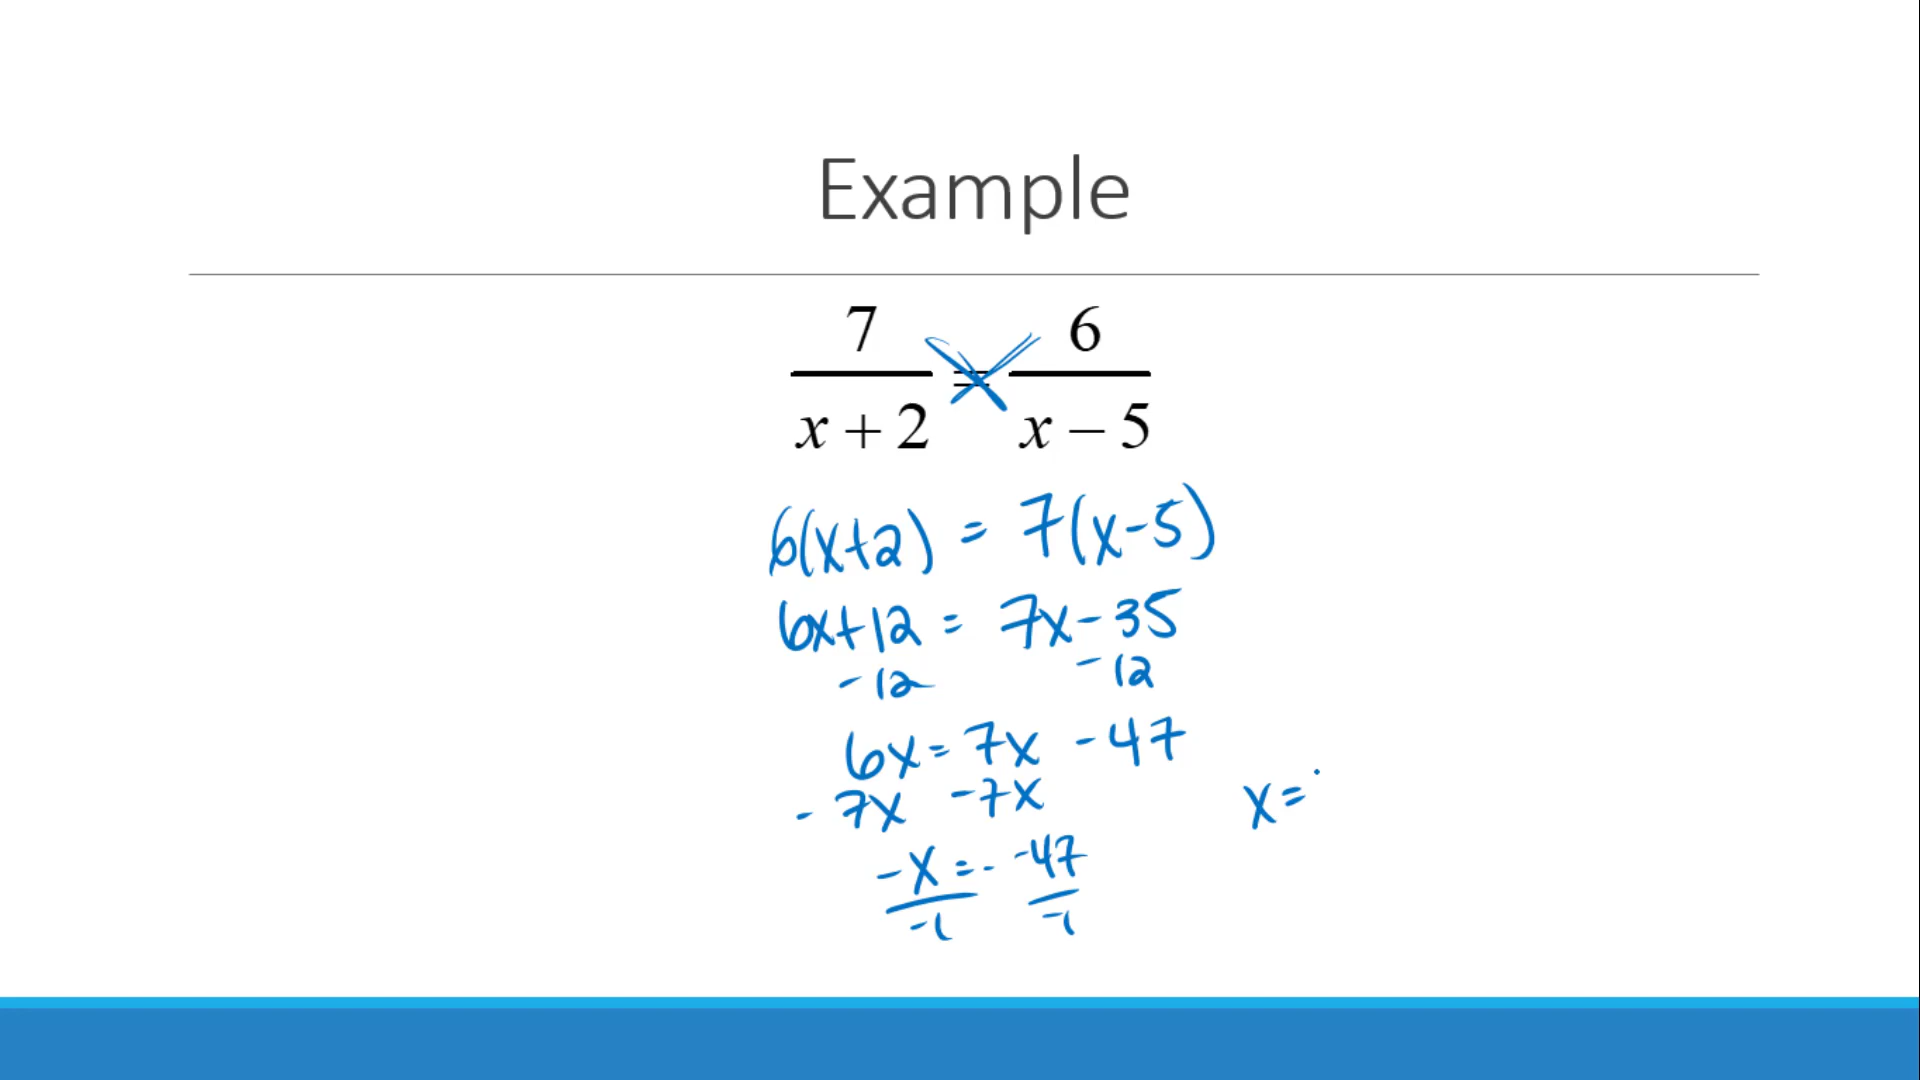 Example
7 / x + 2 = 6 / x − 5
6(x+2) = 7(x-5)
6x+12 = 7x-35
-12 -12
6x = 7x -47
-7x -7x
-x = - -47
-1 -1
x =